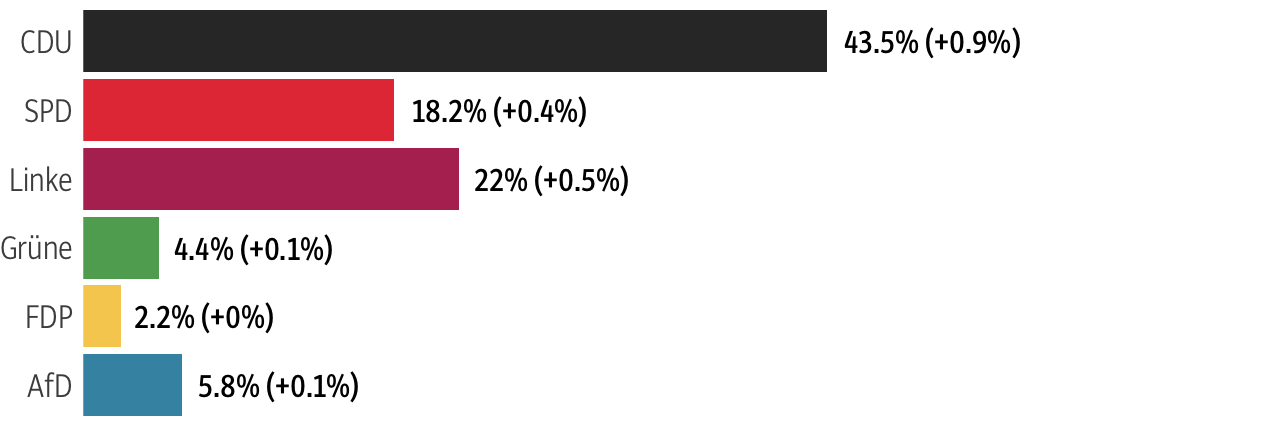 CDU 43.5% (+0.9%)
SPD 18.2% (+0.4%)
Linke 22% (+0.5%)
Grüne 4.4% (+0.1%)
FDP 2.2% (+0%)
AfD 5.8% (+0.1%)